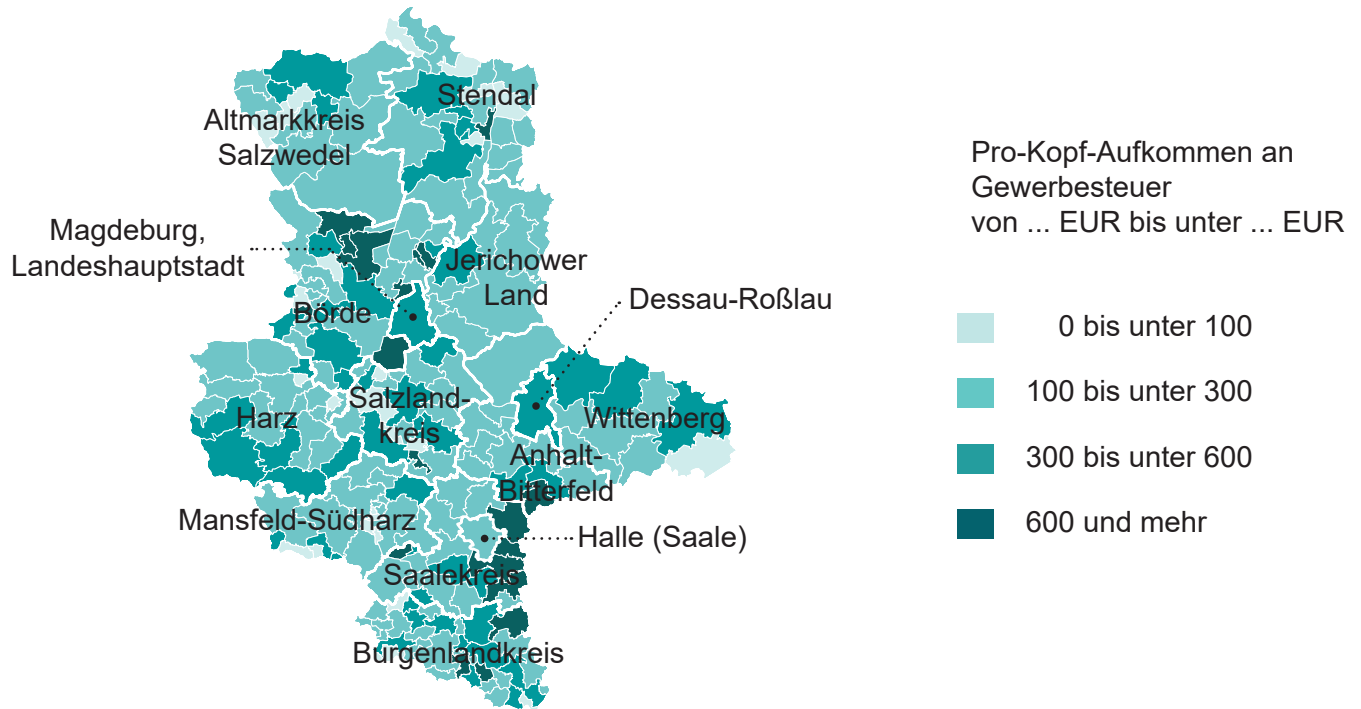 Stendal
Altmarkkreis
Salzwedel
Magdeburg,
Landeshauptstadt
Jerichower
Land
Börde
Dessau-Roßlau
Salzland-
kreis
Harz
Wittenberg
Anhalt-
Bitterfeld
Mansfeld-Südharz
Halle (Saale)
Saalekreis
Burgenlandkreis
Pro-Kopf-Aufkommen an
Gewerbesteuer
von ... EUR bis unter ... EUR
0 bis unter 100
100 bis unter 300
300 bis unter 600
600 und mehr